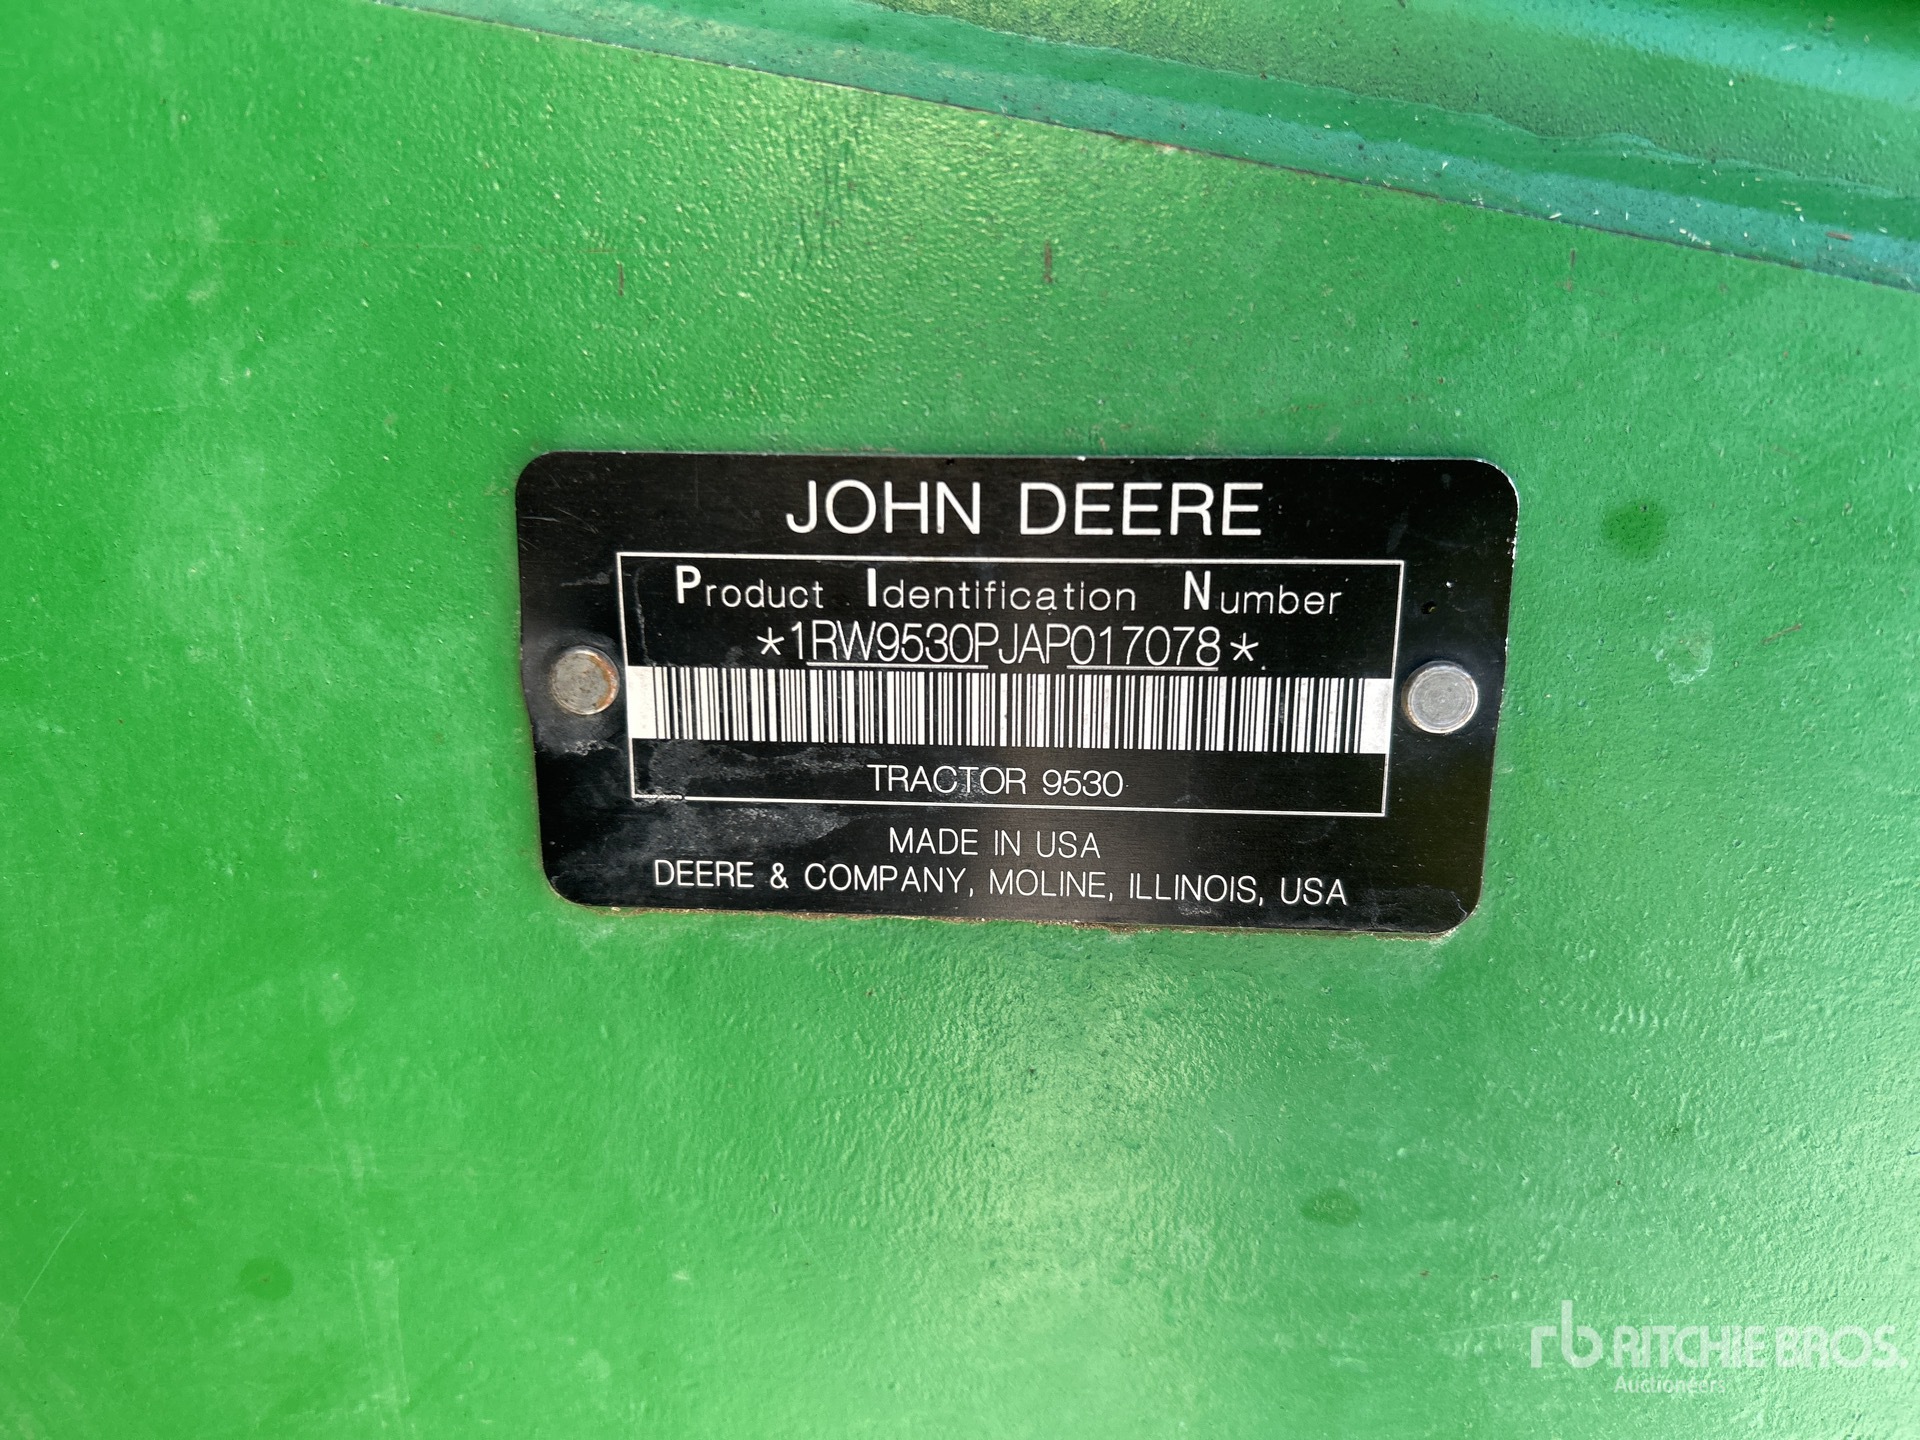 JOHN DEERE
Product Identification Number
*1RW9530PJAP017078*
TRACTOR 9530
MADE IN USA
DEERE & COMPANY, MOLINE, ILLINOIS, USA
rb RITCHIE BROS.
Auctioneers